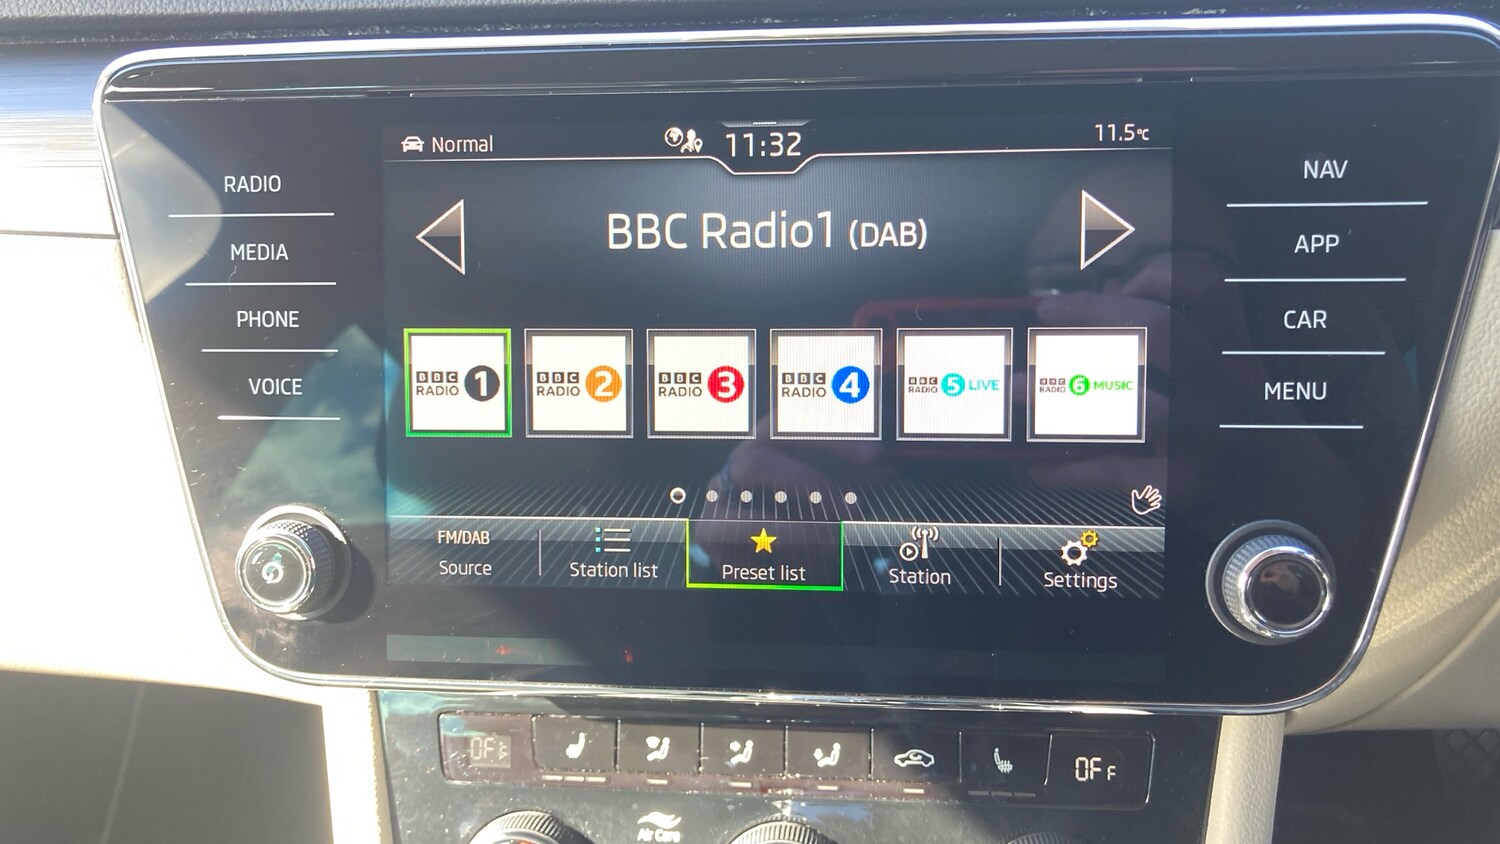 Normal
11:32
11.5°C
RADIO
MEDIA
PHONE
VOICE
BBC Radio1 (DAB)
BBC RADIO 1
BBC RADIO 2
BBC RADIO 3
BBC RADIO 4
BBC RADIO 5 LIVE
BBC RADIO 6 MUSIC
FM/DAB
Source
Station list
Preset list
Station
Settings
NAV
APP
CAR
MENU
OFF
OFF
Air Care